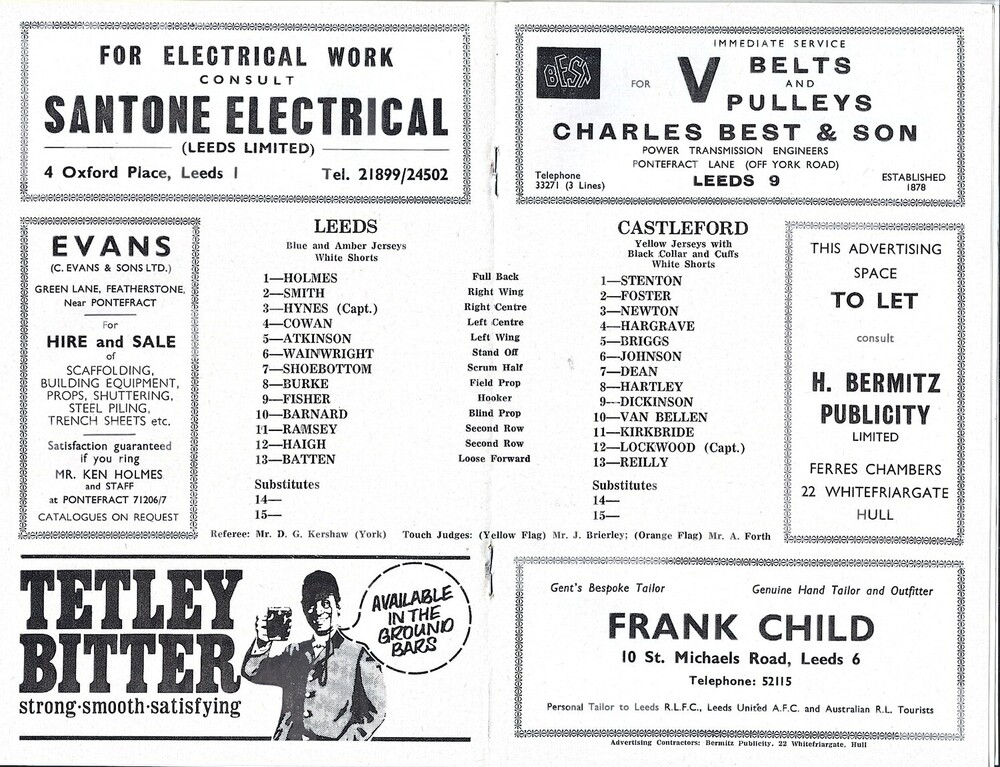 FOR ELECTRICAL WORK
CONSULT
SANTONE ELECTRICAL
(LEEDS LIMITED)
4 Oxford Place, Leeds 1 Tel. 21899/24502
IMMEDIATE SERVICE
BEST
FOR V BELTS
AND
PULLEYS
CHARLES BEST & SON
POWER TRANSMISSION ENGINEERS
PONTEFRACT LANE (OFF YORK ROAD)
Telephone
33271 (3 Lines)
LEEDS 9
ESTABLISHED
1878
EVANS
(C. EVANS & SONS LTD.)
GREEN LANE, FEATHERSTONE,
Near PONTEFRACT
For
HIRE and SALE
of
SCAFFOLDING,
BUILDING EQUIPMENT,
PROPS, SHUTTERING,
STEEL PILING,
TRENCH SHEETS etc.
Satisfaction guaranteed
if you ring
MR. KEN HOLMES
and STAFF
at PONTEFRACT 71206/7
CATALOGUES ON REQUEST
LEEDS
Blue and Amber Jerseys
White Shorts
1—HOLMES
2—SMITH
3—HYNES (Capt.)
4—COWAN
5—ATKINSON
6—WAINWRIGHT
7—SHOEBOTTOM
8—BURKE
9—FISHER
10—BARNARD
11—RAMSEY
12—HAIGH
13—BATTEN
Substitutes
14—
15—
Full Back
Right Wing
Right Centre
Left Centre
Left Wing
Stand Off
Scrum Half
Field Prop
Hooker
Blind Prop
Second Row
Second Row
Loose Forward
CASTLEFORD
Yellow Jerseys with
Black Collar and Cuffs
White Shorts
1—STENTON
2—FOSTER
3—NEWTON
4—HARGRAVE
5—BRIGGS
6—JOHNSON
7—DEAN
8—HARTLEY
9—DICKINSON
10—VAN BELLEN
11—KIRKBRIDE
12—LOCKWOOD (Capt.)
13—REILLY
Substitutes
14—
15—
Referee: Mr. D. G. Kershaw (York) Touch Judges: (Yellow Flag) Mr. J. Brierley; (Orange Flag) Mr. A. Forth
THIS ADVERTISING
SPACE
TO LET
consult
H. BERMITZ
PUBLICITY
LIMITED
FERRES CHAMBERS
22 WHITEFRIARGATE
HULL
TETLEY
BITTER
strong·smooth·satisfying
AVAILABLE
IN THE
GROUND
BARS
Gent's Bespoke Tailor Genuine Hand Tailor and Outfitter
FRANK CHILD
10 St. Michaels Road, Leeds 6
Telephone: 52115
Personal Tailor to Leeds R.L.F.C., Leeds United A.F.C. and Australian R.L. Tourists
Advertising Contractors: Bermitz Publicity, 22 Whitefriargate, Hull